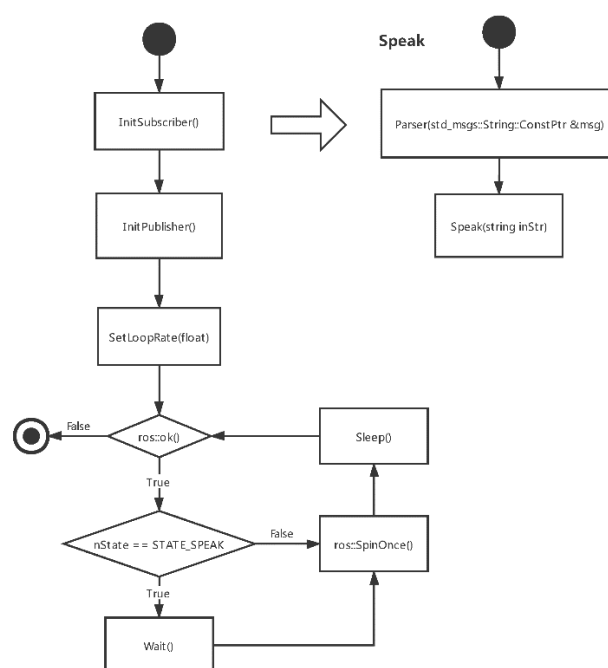 Speak
InitSubscriber()
Parser(std_msgs::String::ConstPtr &msg)
InitPublisher()
Speak(string inStr)
SetLoopRate(float)
False
ros::ok()
Sleep()
True
nState == STATE_SPEAK
False
ros::SpinOnce()
True
Wait()